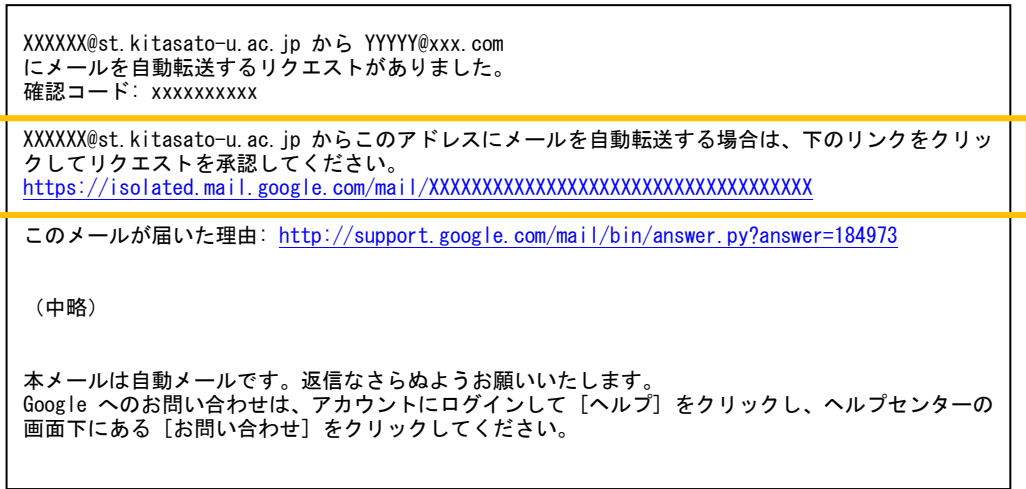 XXXXXX@st.kitasato-u.ac.jp から YYYYY@xxx.com
にメールを自動転送するリクエストがありました。
確認コード: xxxxxxxxxx
XXXXXX@st.kitasato-u.ac.jp からこのアドレスにメールを自動転送する場合は、下のリンクをクリッ
クしてリクエストを承認してください。
https://isolated.mail.google.com/mail/XXXXXXXXXXXXXXXXXXXXXXXXXXXXXXXXXXXX
このメールが届いた理由: http://support.google.com/mail/bin/answer.py?answer=184973
（中略）
本メールは自動メールです。返信なさらぬようお願いいたします。
Google へのお問い合わせは、アカウントにログインして [ヘルプ] をクリックし、ヘルプセンターの
画面下にある [お問い合わせ] をクリックしてください。